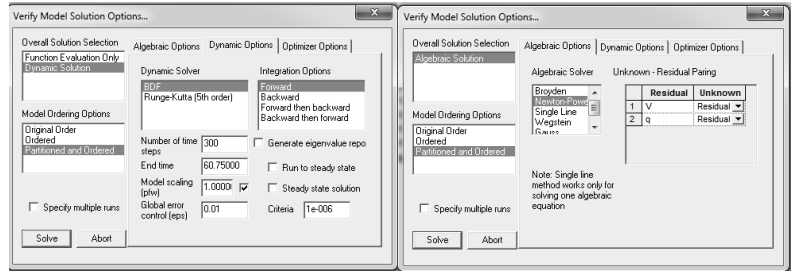 Verify Model Solution Options...
Overall Solution Selection
Function Evaluation Only
Dynamic Solution
Model Ordering Options
Original Order
Ordered
Partitioned and Ordered
Specify multiple runs
Solve
Abort
Algebraic Options
Dynamic Options
Optimizer Options
Dynamic Solver
BDF
Runge-Kutta (5th order)
Integration Options
Forward
Backward
Forward then backward
Backward then forward
Number of time steps
300
Generate eigenvalue repo
End time
60.75000
Run to steady state
Model scaling (pfw)
1.0000
Steady state solution
Global error control (eps)
0.01
Criteria
1e-006
Verify Model Solution Options...
Overall Solution Selection
Algebraic Solution
Model Ordering Options
Original Order
Ordered
Partitioned and Ordered
Specify multiple runs
Solve
Abort
Algebraic Options
Dynamic Options
Optimizer Options
Algebraic Solver
Broyden
Newton-Powe
Single Line
Wegstein
Gauss
Unknown - Residual Pairing
Residual Unknown
1 V Residual
2 q Residual
Note: Single line
method works only for
solving one algebraic
equation